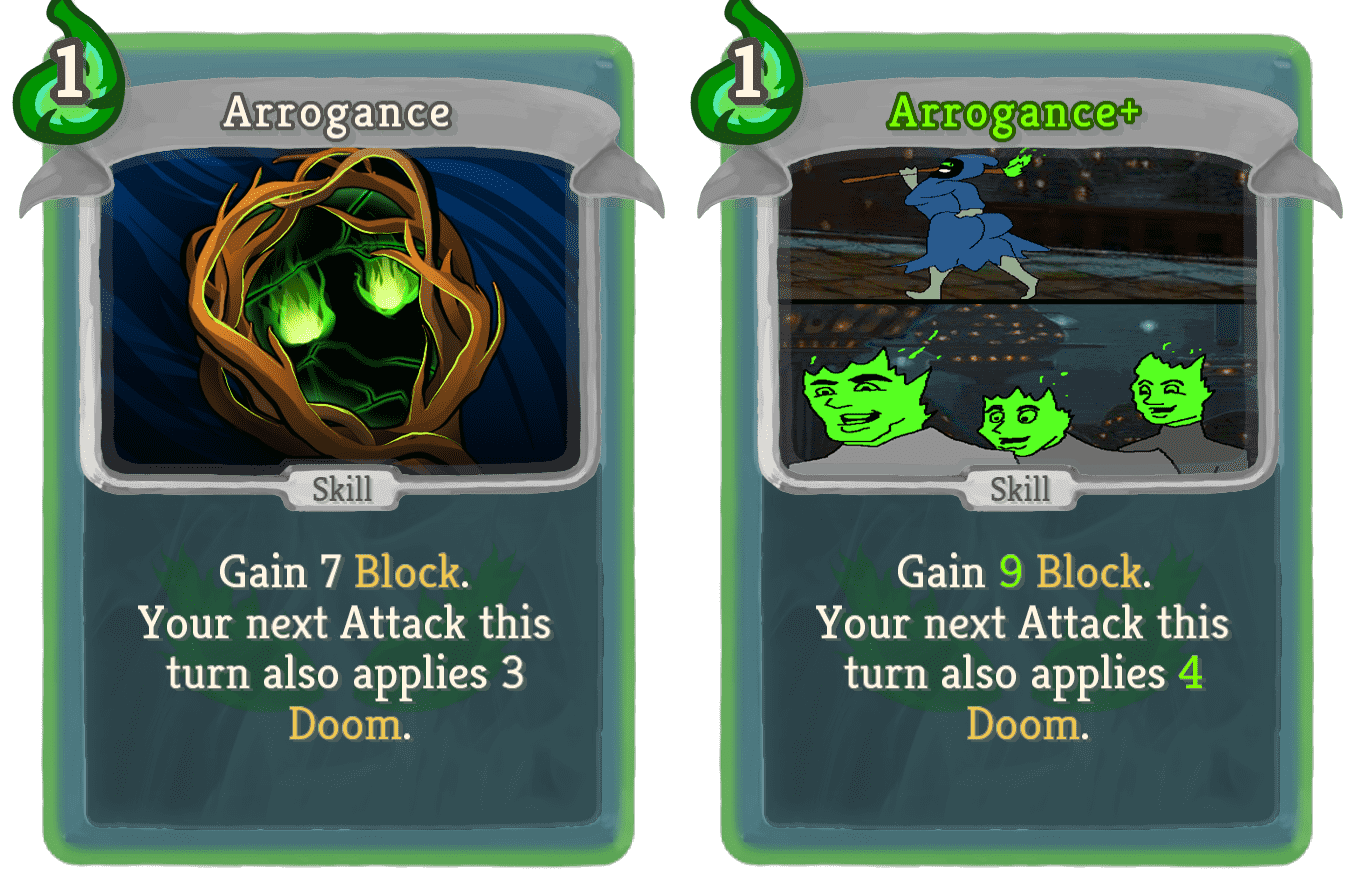 1
Arrogance
Skill
Gain 7 Block.
Your next Attack this
turn also applies 3
Doom.
1
Arrogance+
Skill
Gain 9 Block.
Your next Attack this
turn also applies 4
Doom.